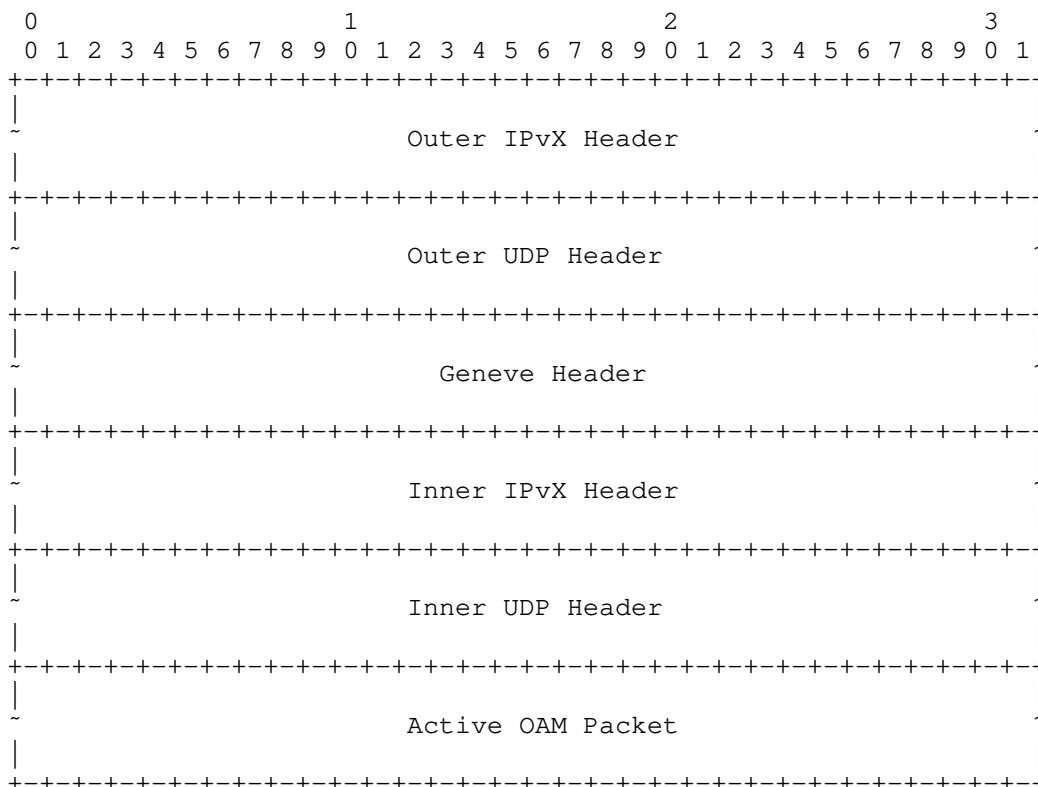 0                   1                   2                   3
0 1 2 3 4 5 6 7 8 9 0 1 2 3 4 5 6 7 8 9 0 1 2 3 4 5 6 7 8 9 0 1
+-+-+-+-+-+-+-+-+-+-+-+-+-+-+-+-+-+-+-+-+-+-+-+-+-+-+-+-+-+-+-+-
|
~                        Outer IPvX Header                      ~
|
+-+-+-+-+-+-+-+-+-+-+-+-+-+-+-+-+-+-+-+-+-+-+-+-+-+-+-+-+-+-+-+-
|
~                        Outer UDP Header                       ~
|
+-+-+-+-+-+-+-+-+-+-+-+-+-+-+-+-+-+-+-+-+-+-+-+-+-+-+-+-+-+-+-+-
|
~                          Geneve Header                        ~
|
+-+-+-+-+-+-+-+-+-+-+-+-+-+-+-+-+-+-+-+-+-+-+-+-+-+-+-+-+-+-+-+-
|
~                        Inner IPvX Header                      ~
|
+-+-+-+-+-+-+-+-+-+-+-+-+-+-+-+-+-+-+-+-+-+-+-+-+-+-+-+-+-+-+-+-
|
~                        Inner UDP Header                       ~
|
+-+-+-+-+-+-+-+-+-+-+-+-+-+-+-+-+-+-+-+-+-+-+-+-+-+-+-+-+-+-+-+-
|
~                        Active OAM Packet                      ~
|
+-+-+-+-+-+-+-+-+-+-+-+-+-+-+-+-+-+-+-+-+-+-+-+-+-+-+-+-+-+-+-+-